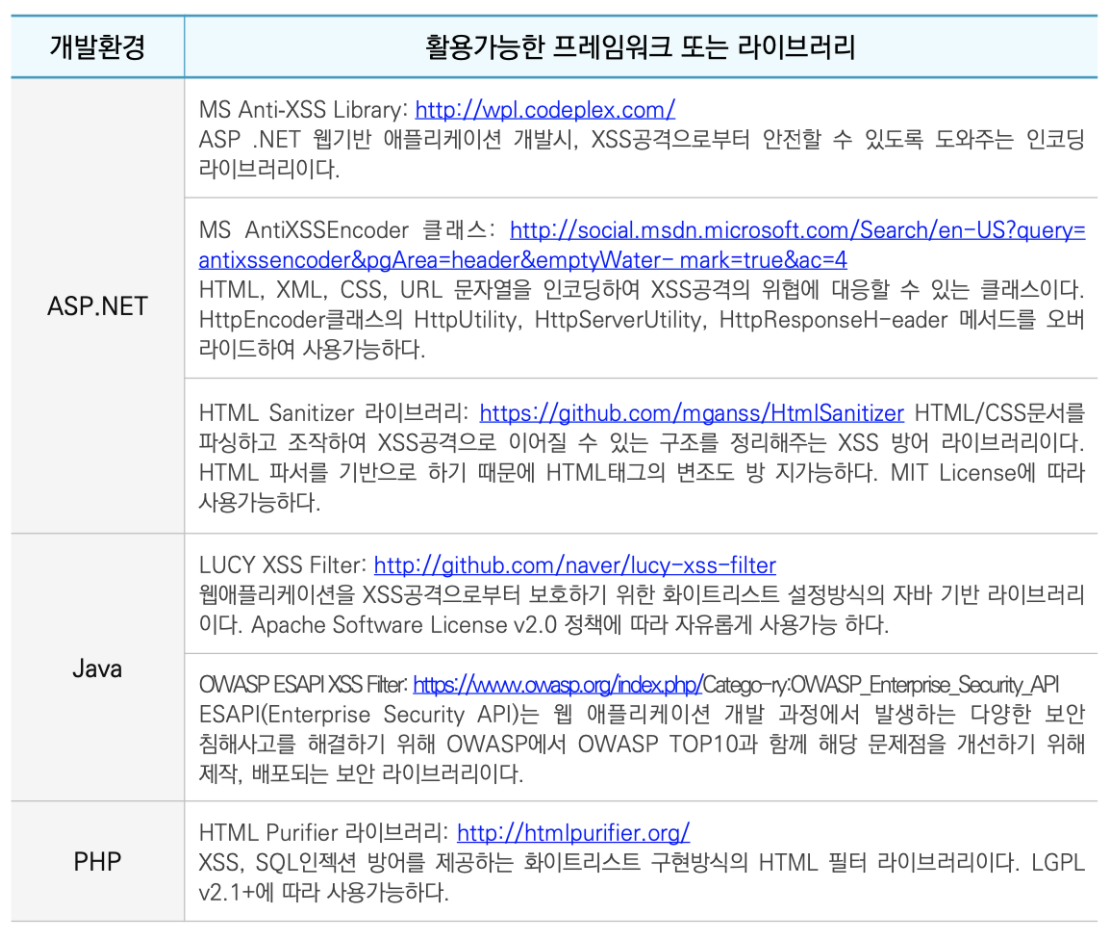 개발환경
활용가능한 프레임워크 또는 라이브러리
ASP.NET
MS Anti-XSS Library: http://wpl.codeplex.com/
ASP .NET 웹기반 애플리케이션 개발시, XSS공격으로부터 안전할 수 있도록 도와주는 인코딩
라이브러리이다.
MS AntiXSSEncoder 클래스: http://social.msdn.microsoft.com/Search/en-US?query=
antixssencoder&pgArea=header&emptyWater- mark=true&ac=4
HTML, XML, CSS, URL 문자열을 인코딩하여 XSS공격의 위협에 대응할 수 있는 클래스이다.
HttpEncoder클래스의 HttpUtility, HttpServerUtility, HttpResponseH-eader 메서드를 오버
라이드하여 사용가능하다.
HTML Sanitizer 라이브러리: https://github.com/mganss/HtmlSanitizer HTML/CSS문서를
파싱하고 조작하여 XSS공격으로 이어질 수 있는 구조를 정리해주는 XSS 방어 라이브러리이다.
HTML 파서를 기반으로 하기 때문에 HTML태그의 변조도 방 지가능하다. MIT License에 따라
사용가능하다.
Java
LUCY XSS Filter: http://github.com/naver/lucy-xss-filter
웹애플리케이션을 XSS공격으로부터 보호하기 위한 화이트리스트 설정방식의 자바 기반 라이브러리
이다. Apache Software License v2.0 정책에 따라 자유롭게 사용가능 하다.
OWASP ESAPI XSS Filter: https://www.owasp.org/index.php/Catego-ry:OWASP_Enterprise_Security_API
ESAPI(Enterprise Security API)는 웹 애플리케이션 개발 과정에서 발생하는 다양한 보안
침해사고를 해결하기 위해 OWASP에서 OWASP TOP10과 함께 해당 문제점을 개선하기 위해
제작, 배포되는 보안 라이브러리이다.
PHP
HTML Purifier 라이브러리: http://htmlpurifier.org/
XSS, SQL인젝션 방어를 제공하는 화이트리스트 구현방식의 HTML 필터 라이브러리이다. LGPL
v2.1+에 따라 사용가능하다.